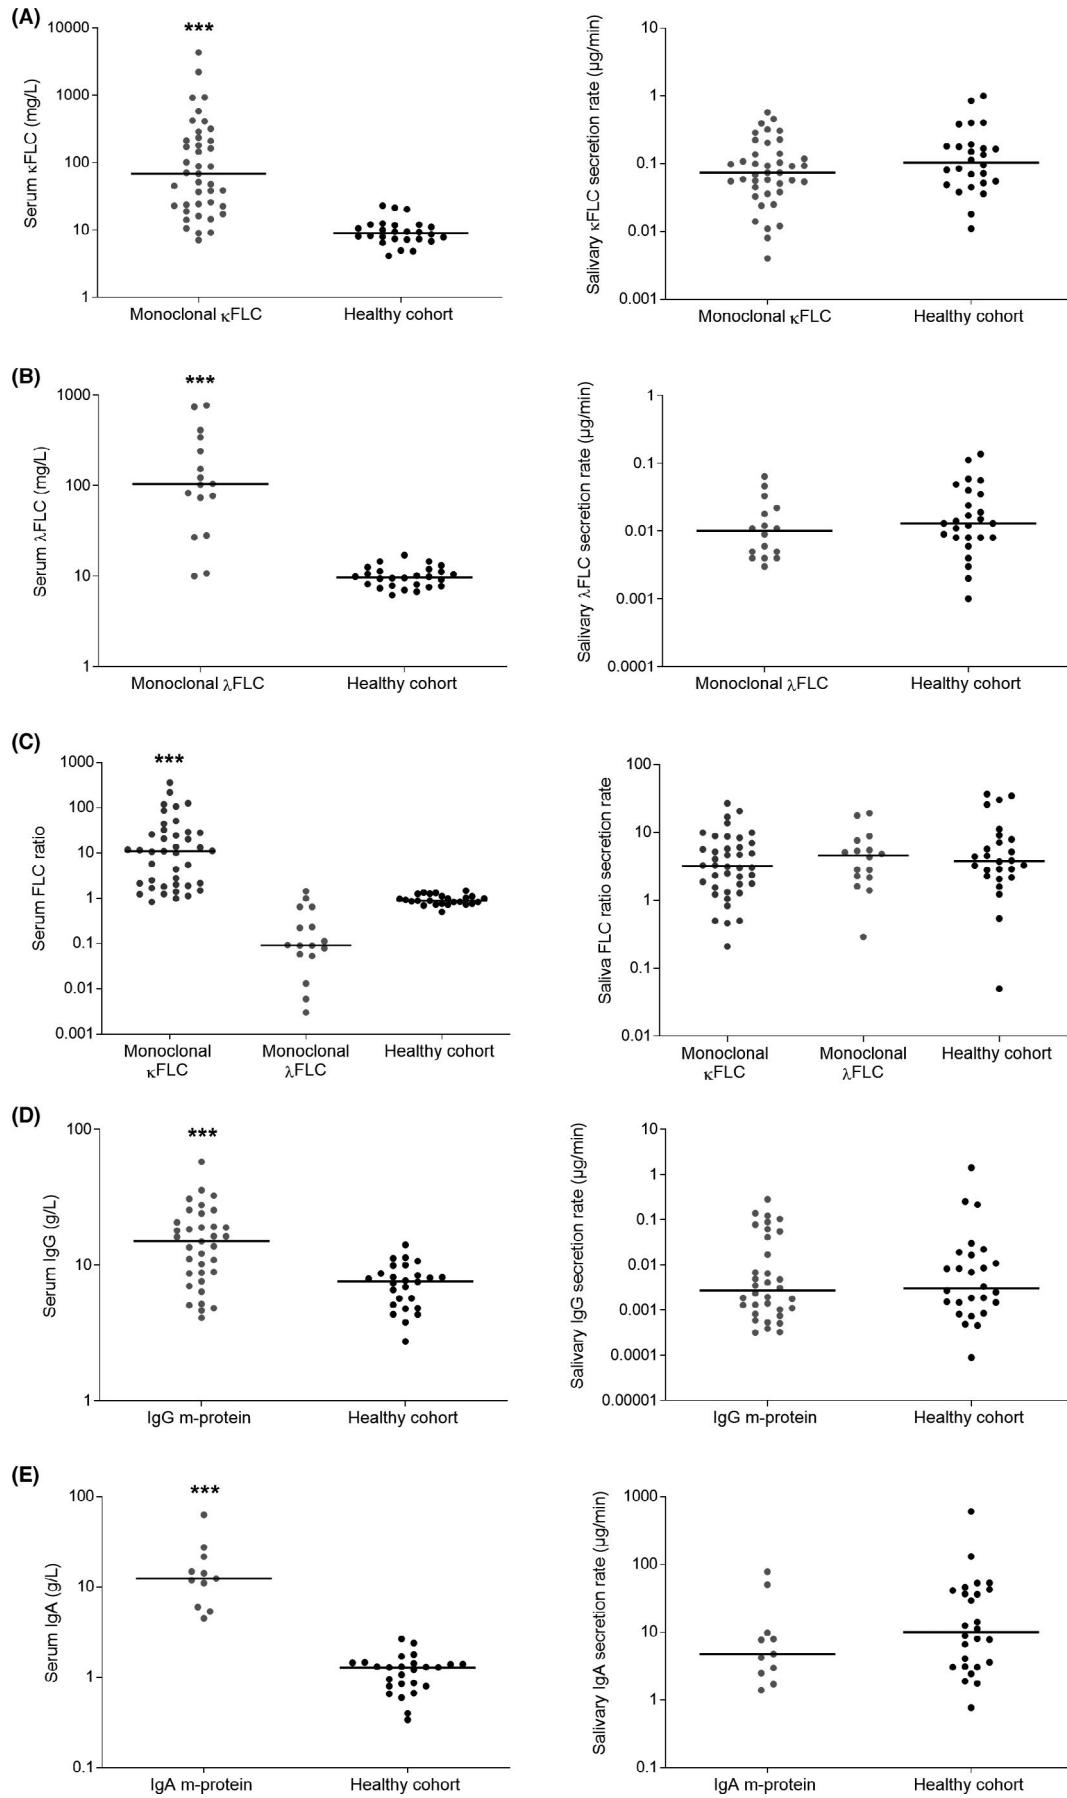 (A)
Serum κFLC (mg/L)
10000
1000
100
10
1
***
Monoclonal κFLC
Healthy cohort
Salivary κFLC secretion rate (µg/min)
10
1
0.1
0.01
0.001
Monoclonal κFLC
Healthy cohort
(B)
Serum λFLC (mg/L)
1000
100
10
1
***
Monoclonal λFLC
Healthy cohort
Salivary λFLC secretion rate (µg/min)
1
0.1
0.01
0.001
0.0001
Monoclonal λFLC
Healthy cohort
(C)
Serum FLC ratio
1000
100
10
1
0.1
0.01
0.001
***
Monoclonal
κFLC
Monoclonal
λFLC
Healthy cohort
Saliva FLC ratio secretion rate
100
10
1
0.1
0.01
Monoclonal
κFLC
Monoclonal
λFLC
Healthy cohort
(D)
Serum IgG (g/L)
100
10
1
***
IgG m-protein
Healthy cohort
Salivary IgG secretion rate (µg/min)
10
1
0.1
0.01
0.001
0.0001
0.00001
IgG m-protein
Healthy cohort
(E)
Serum IgA (g/L)
100
10
1
0.1
***
IgA m-protein
Healthy cohort
Salivary IgA secretion rate (µg/min)
1000
100
10
1
0.1
IgA m-protein
Healthy cohort